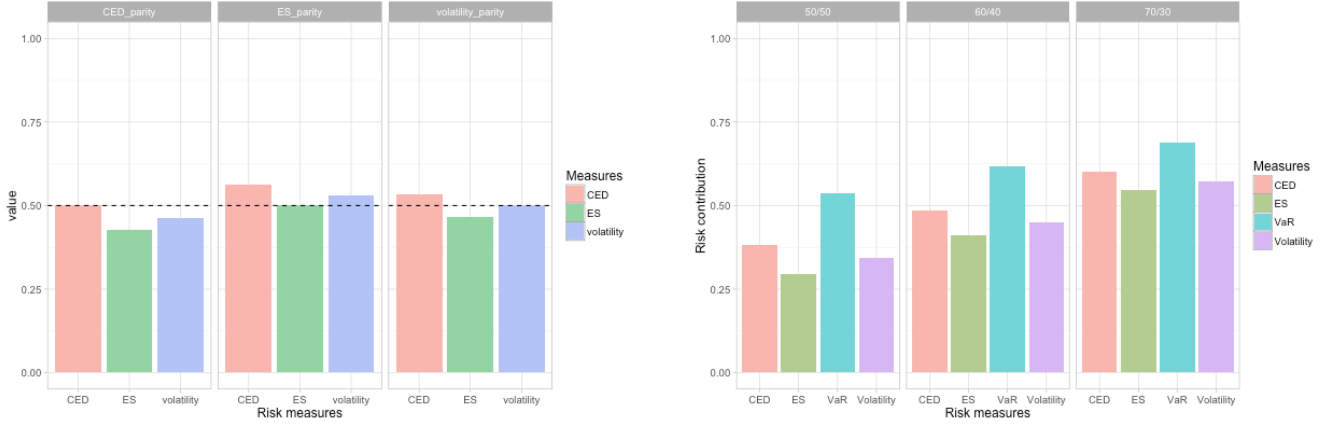 CED_parity ES_parity volatility_parity
1.00
0.75
0.50
0.25
0.00
value
CED ES volatility CED ES volatility CED ES volatility
Risk measures
Measures
CED
ES
volatility
50/50 60/40 70/30
1.00
0.75
0.50
0.25
0.00
Risk contribution
CED ES VaR Volatility CED ES VaR Volatility CED ES VaR Volatility
Risk measures
Measures
CED
ES
VaR
Volatility